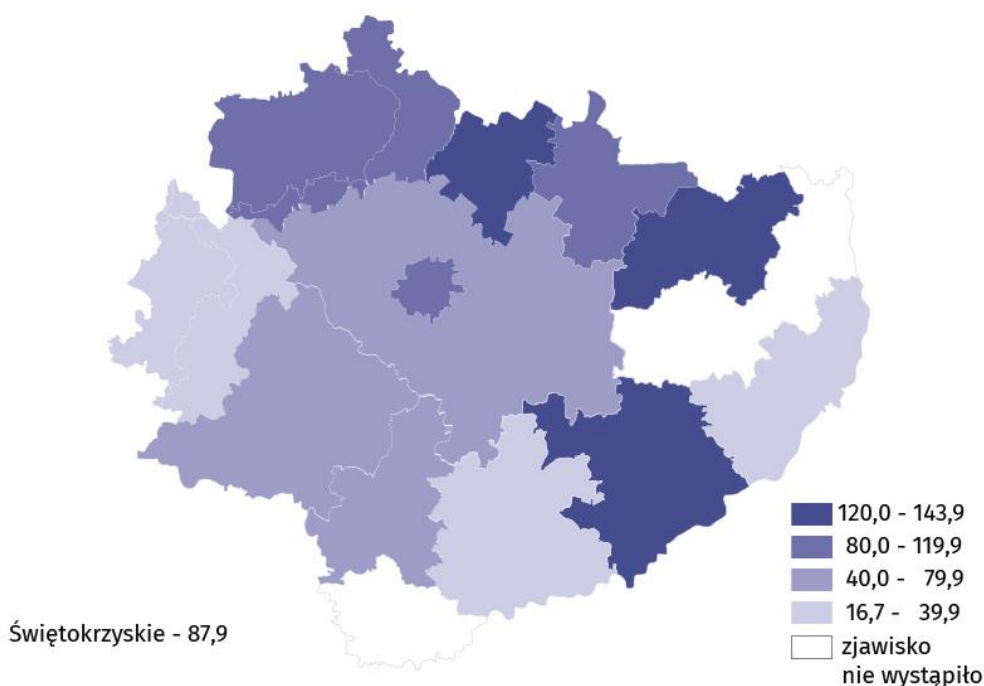 120,0 - 143,9
80,0 - 119,9
40,0 - 79,9
16,7 - 39,9
zjawisko
nie wystąpiło
Świętokrzyskie - 87,9